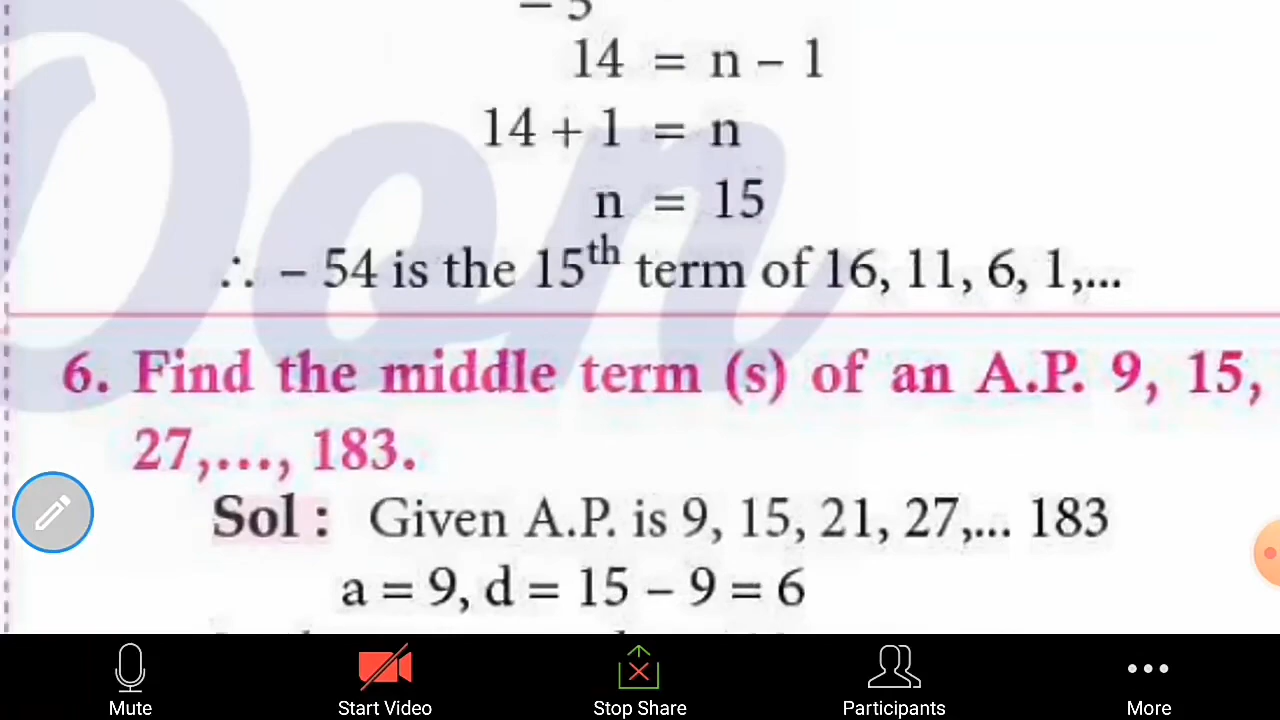 – 5
14 = n – 1
14 + 1 = n
n = 15
∴ – 54 is the 15th term of 16, 11, 6, 1,...
6. Find the middle term (s) of an A.P. 9, 15,
27,..., 183.
Sol : Given A.P. is 9, 15, 21, 27,... 183
a = 9, d = 15 – 9 = 6
Mute Start Video Stop Share Participants More